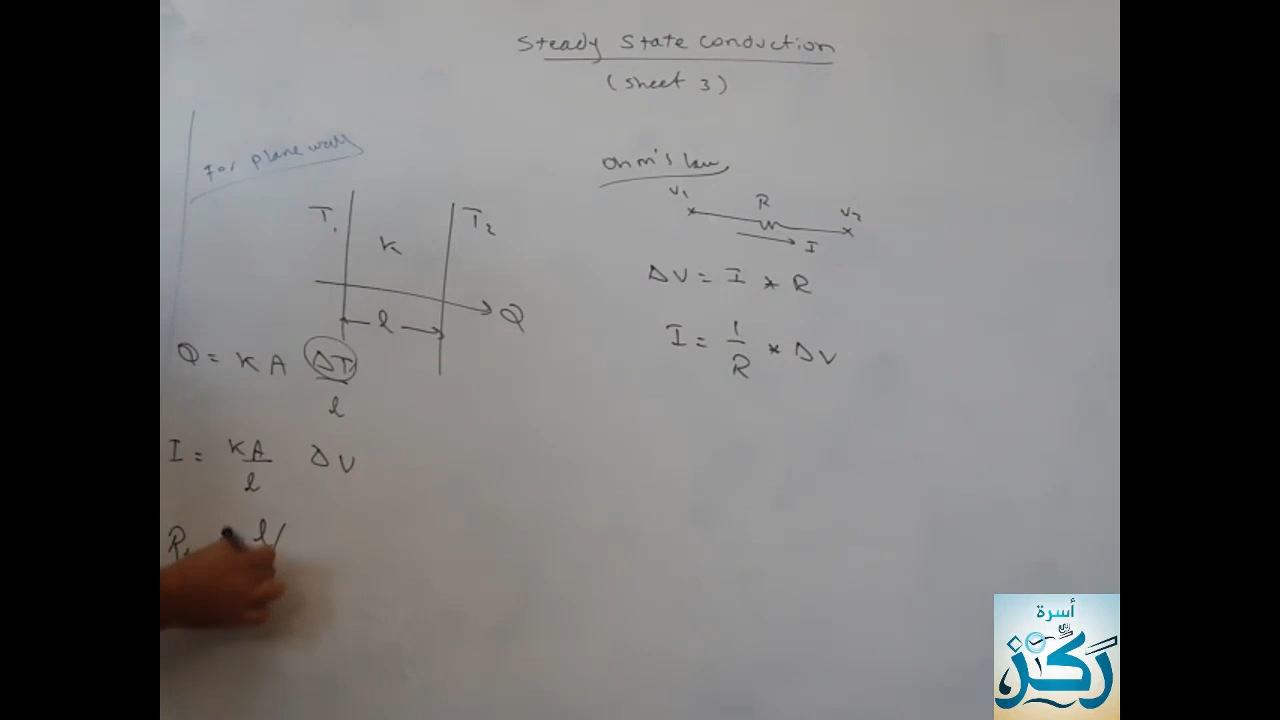 Steady State Conduction
(sheet 3)
For plane wall
T1 K T2
l
Q
Q = K A ΔT / l
I = KA / l ΔV
R l/
Ohm's law
V1 R V2
I
ΔV = I * R
I = 1 / R * ΔV
أسرة
رَكِّز